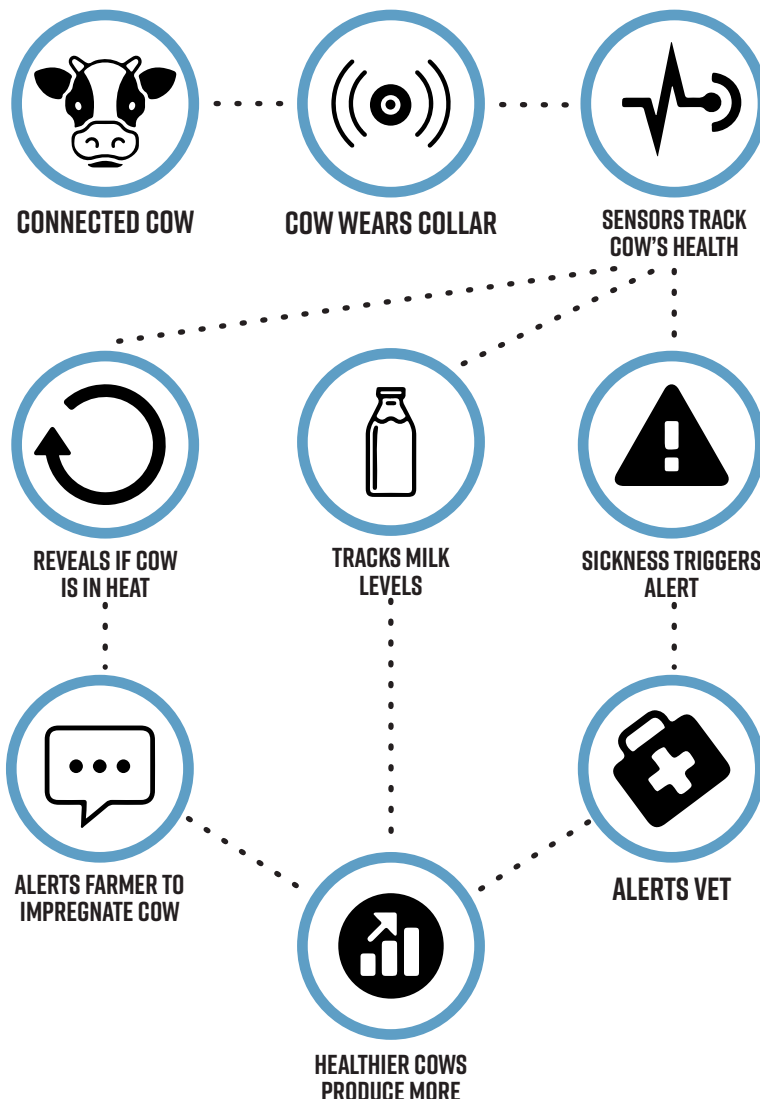 CONNECTED COW
COW WEARS COLLAR
SENSORS TRACK
COW'S HEALTH
REVEALS IF COW
IS IN HEAT
TRACKS MILK
LEVELS
SICKNESS TRIGGERS
ALERT
ALERTS FARMER TO
IMPREGNATE COW
ALERTS VET
HEALTHIER COWS
PRODUCE MORE